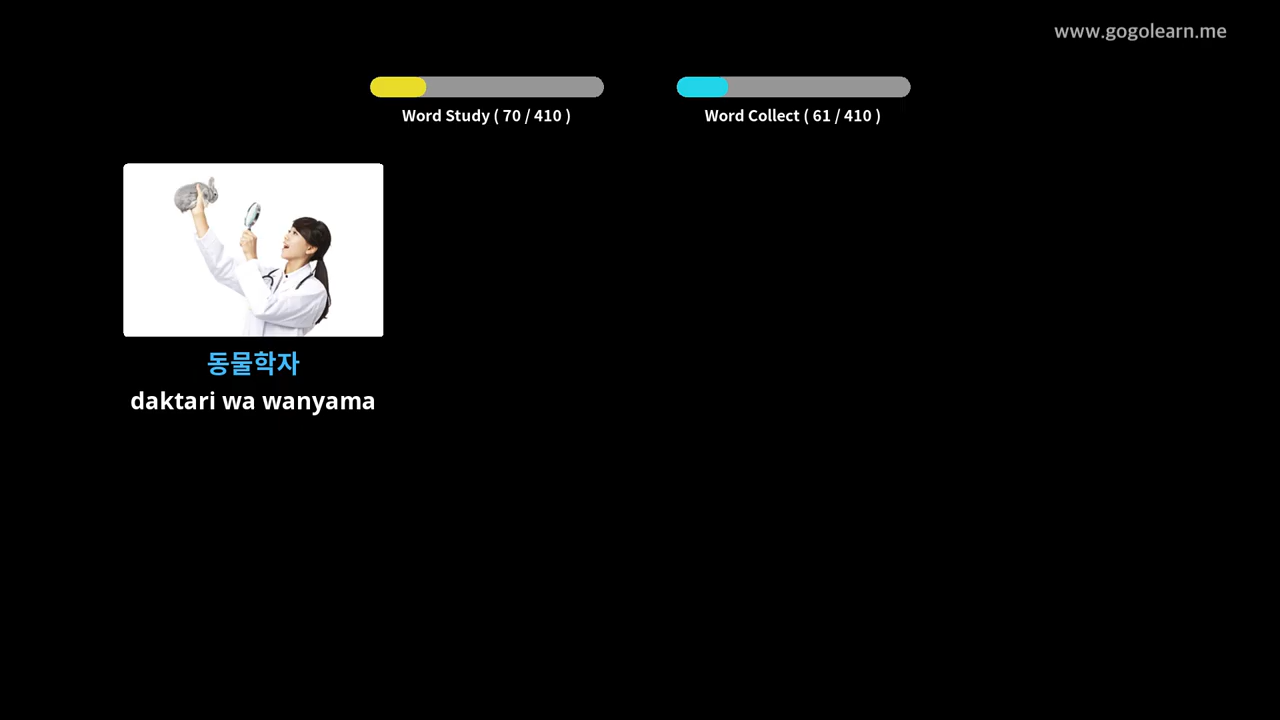 www.gogolearn.me
Word Study ( 70 / 410 )
Word Collect ( 61 / 410 )
동물학자
daktari wa wanyama